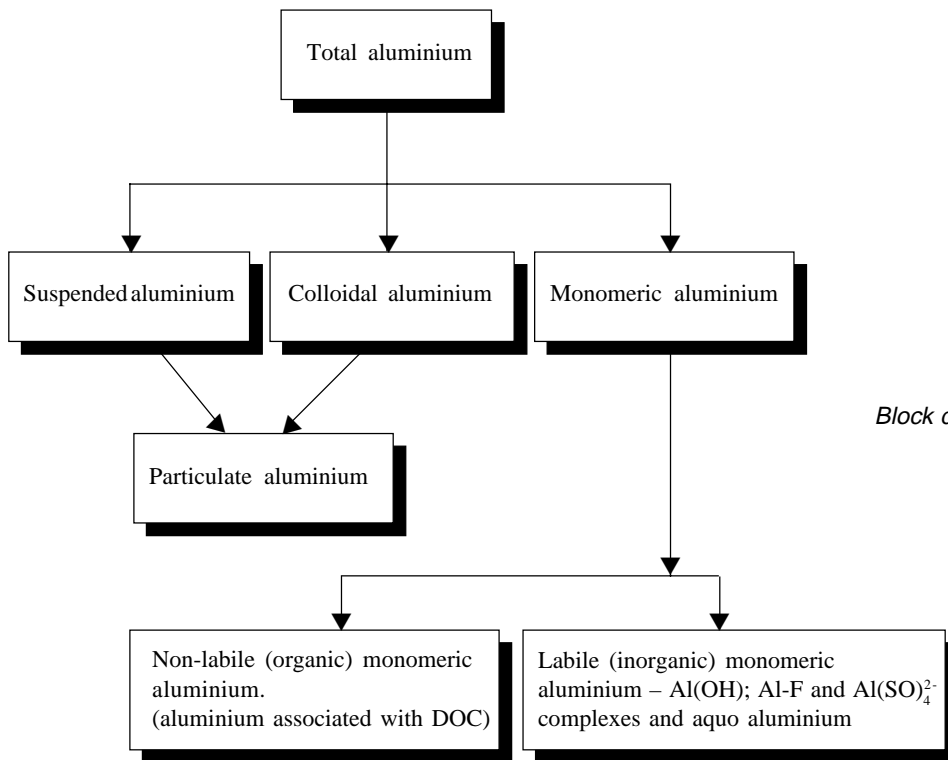 Total aluminium
Suspended aluminium
Colloidal aluminium
Monomeric aluminium
Block c
Particulate aluminium
Non-labile (organic) monomeric
aluminium.
(aluminium associated with DOC)
Labile (inorganic) monomeric
aluminium – Al(OH); Al-F and Al(SO)₄²⁻
complexes and aquo aluminium